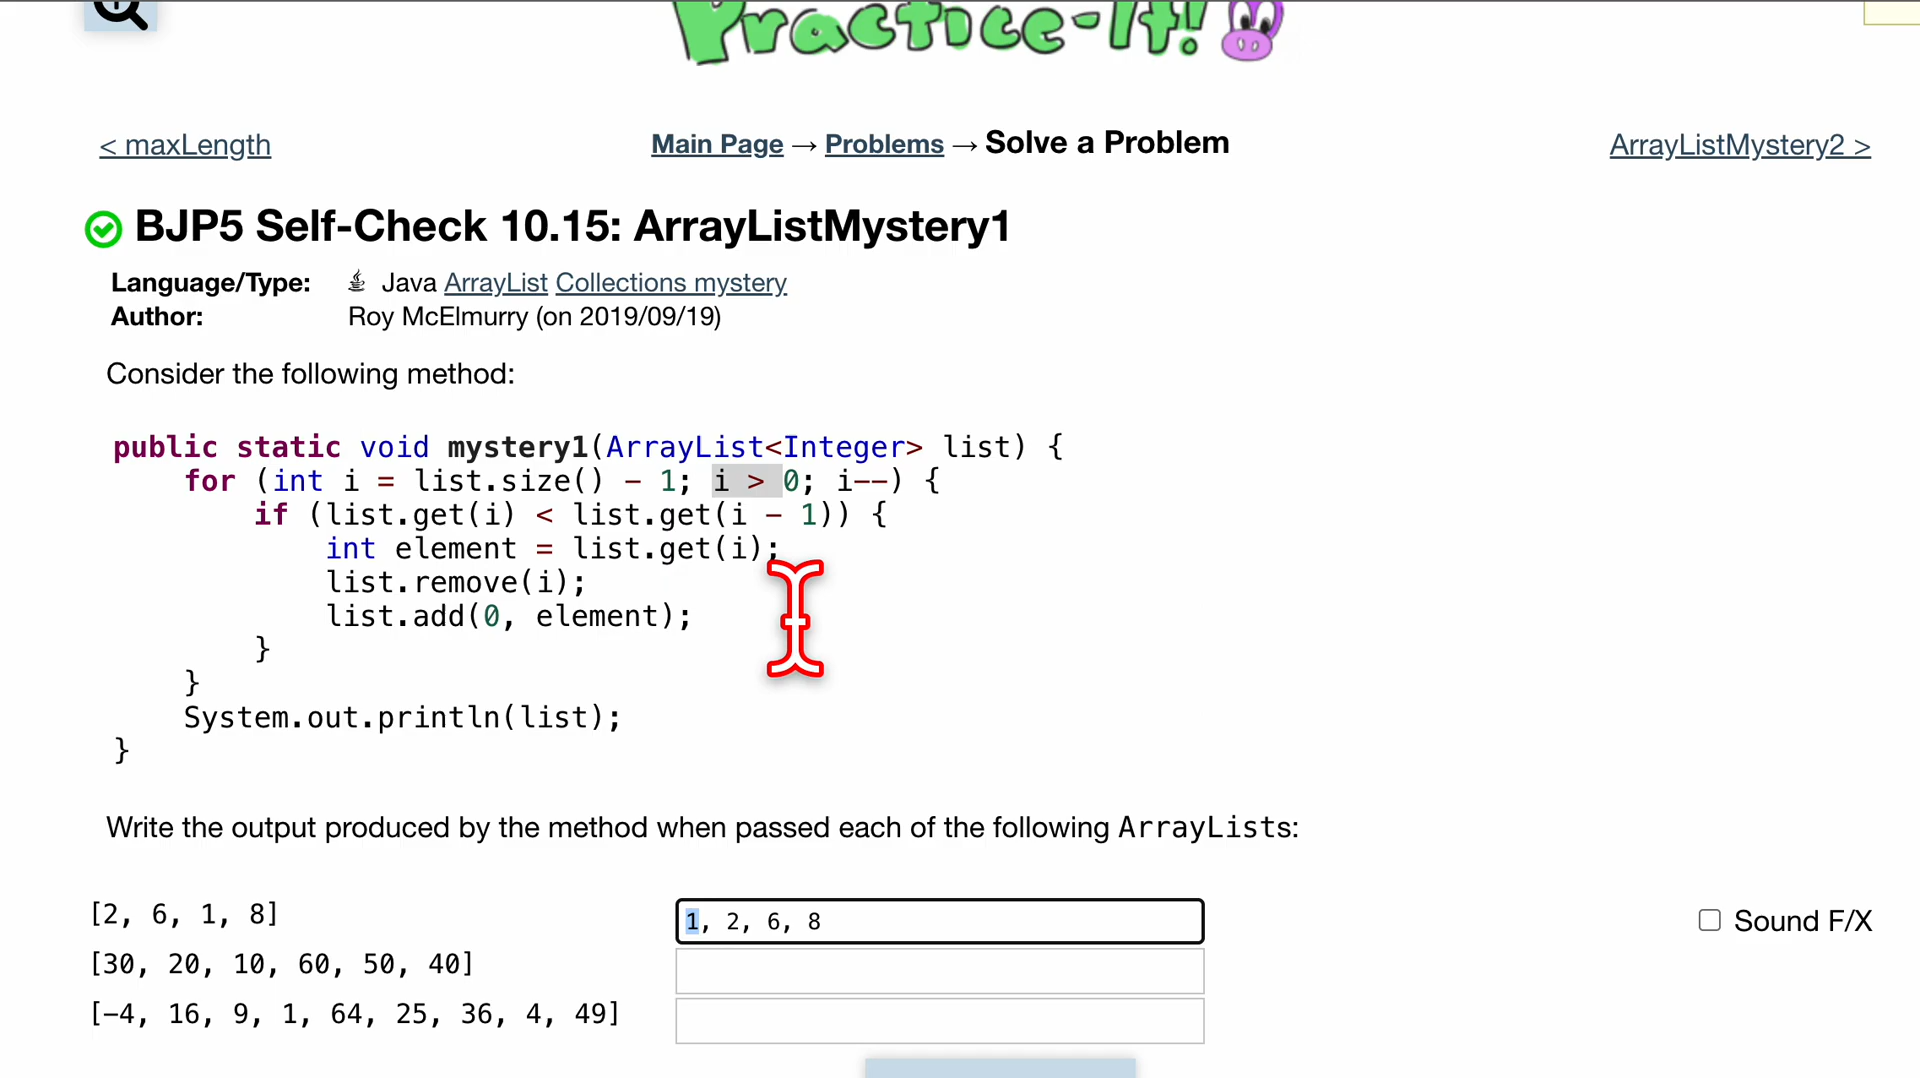 Practice-It!
< maxLength
Main Page → Problems → Solve a Problem
ArrayListMystery2 >
BJP5 Self-Check 10.15: ArrayListMystery1
Language/Type: Java ArrayList Collections mystery
Author: Roy McElmurry (on 2019/09/19)
Consider the following method:
public static void mystery1(ArrayList<Integer> list) {
    for (int i = list.size() - 1; i > 0; i--) {
        if (list.get(i) < list.get(i - 1)) {
            int element = list.get(i);
            list.remove(i);
            list.add(0, element);
        }
    }
    System.out.println(list);
}
Write the output produced by the method when passed each of the following ArrayLists:
[2, 6, 1, 8] 1, 2, 6, 8
Sound F/X
[30, 20, 10, 60, 50, 40]
[-4, 16, 9, 1, 64, 25, 36, 4, 49]